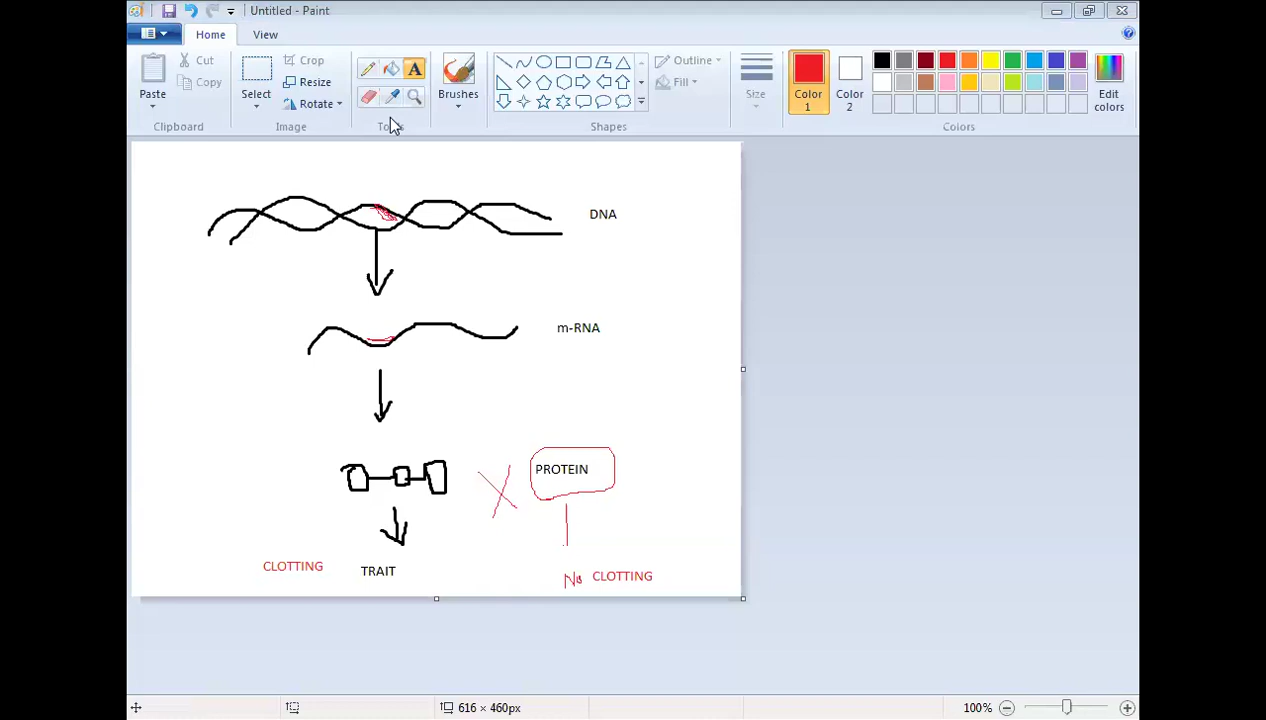 Untitled - Paint
Home View
Cut
Copy
Paste
Clipboard
Select
Crop
Resize
Rotate
Image
A
Brushes
Outline
Fill
Shapes
Size
Color 1
Color 2
Edit colors
Colors
DNA
m-RNA
PROTEIN
CLOTTING TRAIT
No CLOTTING
616 × 460px
100%